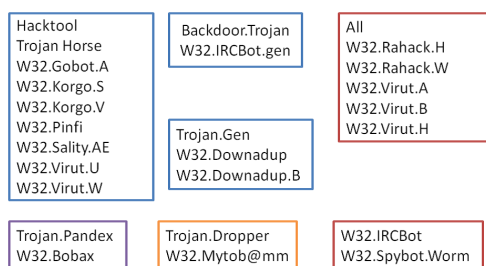 Hacktool
Trojan Horse
W32.Gobot.A
W32.Korgo.S
W32.Korgo.V
W32.Pinfi
W32.Sality.AE
W32.Virut.U
W32.Virut.W
Backdoor.Trojan
W32.IRCBot.gen
Trojan.Gen
W32.Downadup
W32.Downadup.B
All
W32.Rahack.H
W32.Rahack.W
W32.Virut.A
W32.Virut.B
W32.Virut.H
Trojan.Pandex
W32.Bobax
Trojan.Dropper
W32.Mytob@mm
W32.IRCBot
W32.Spybot.Worm